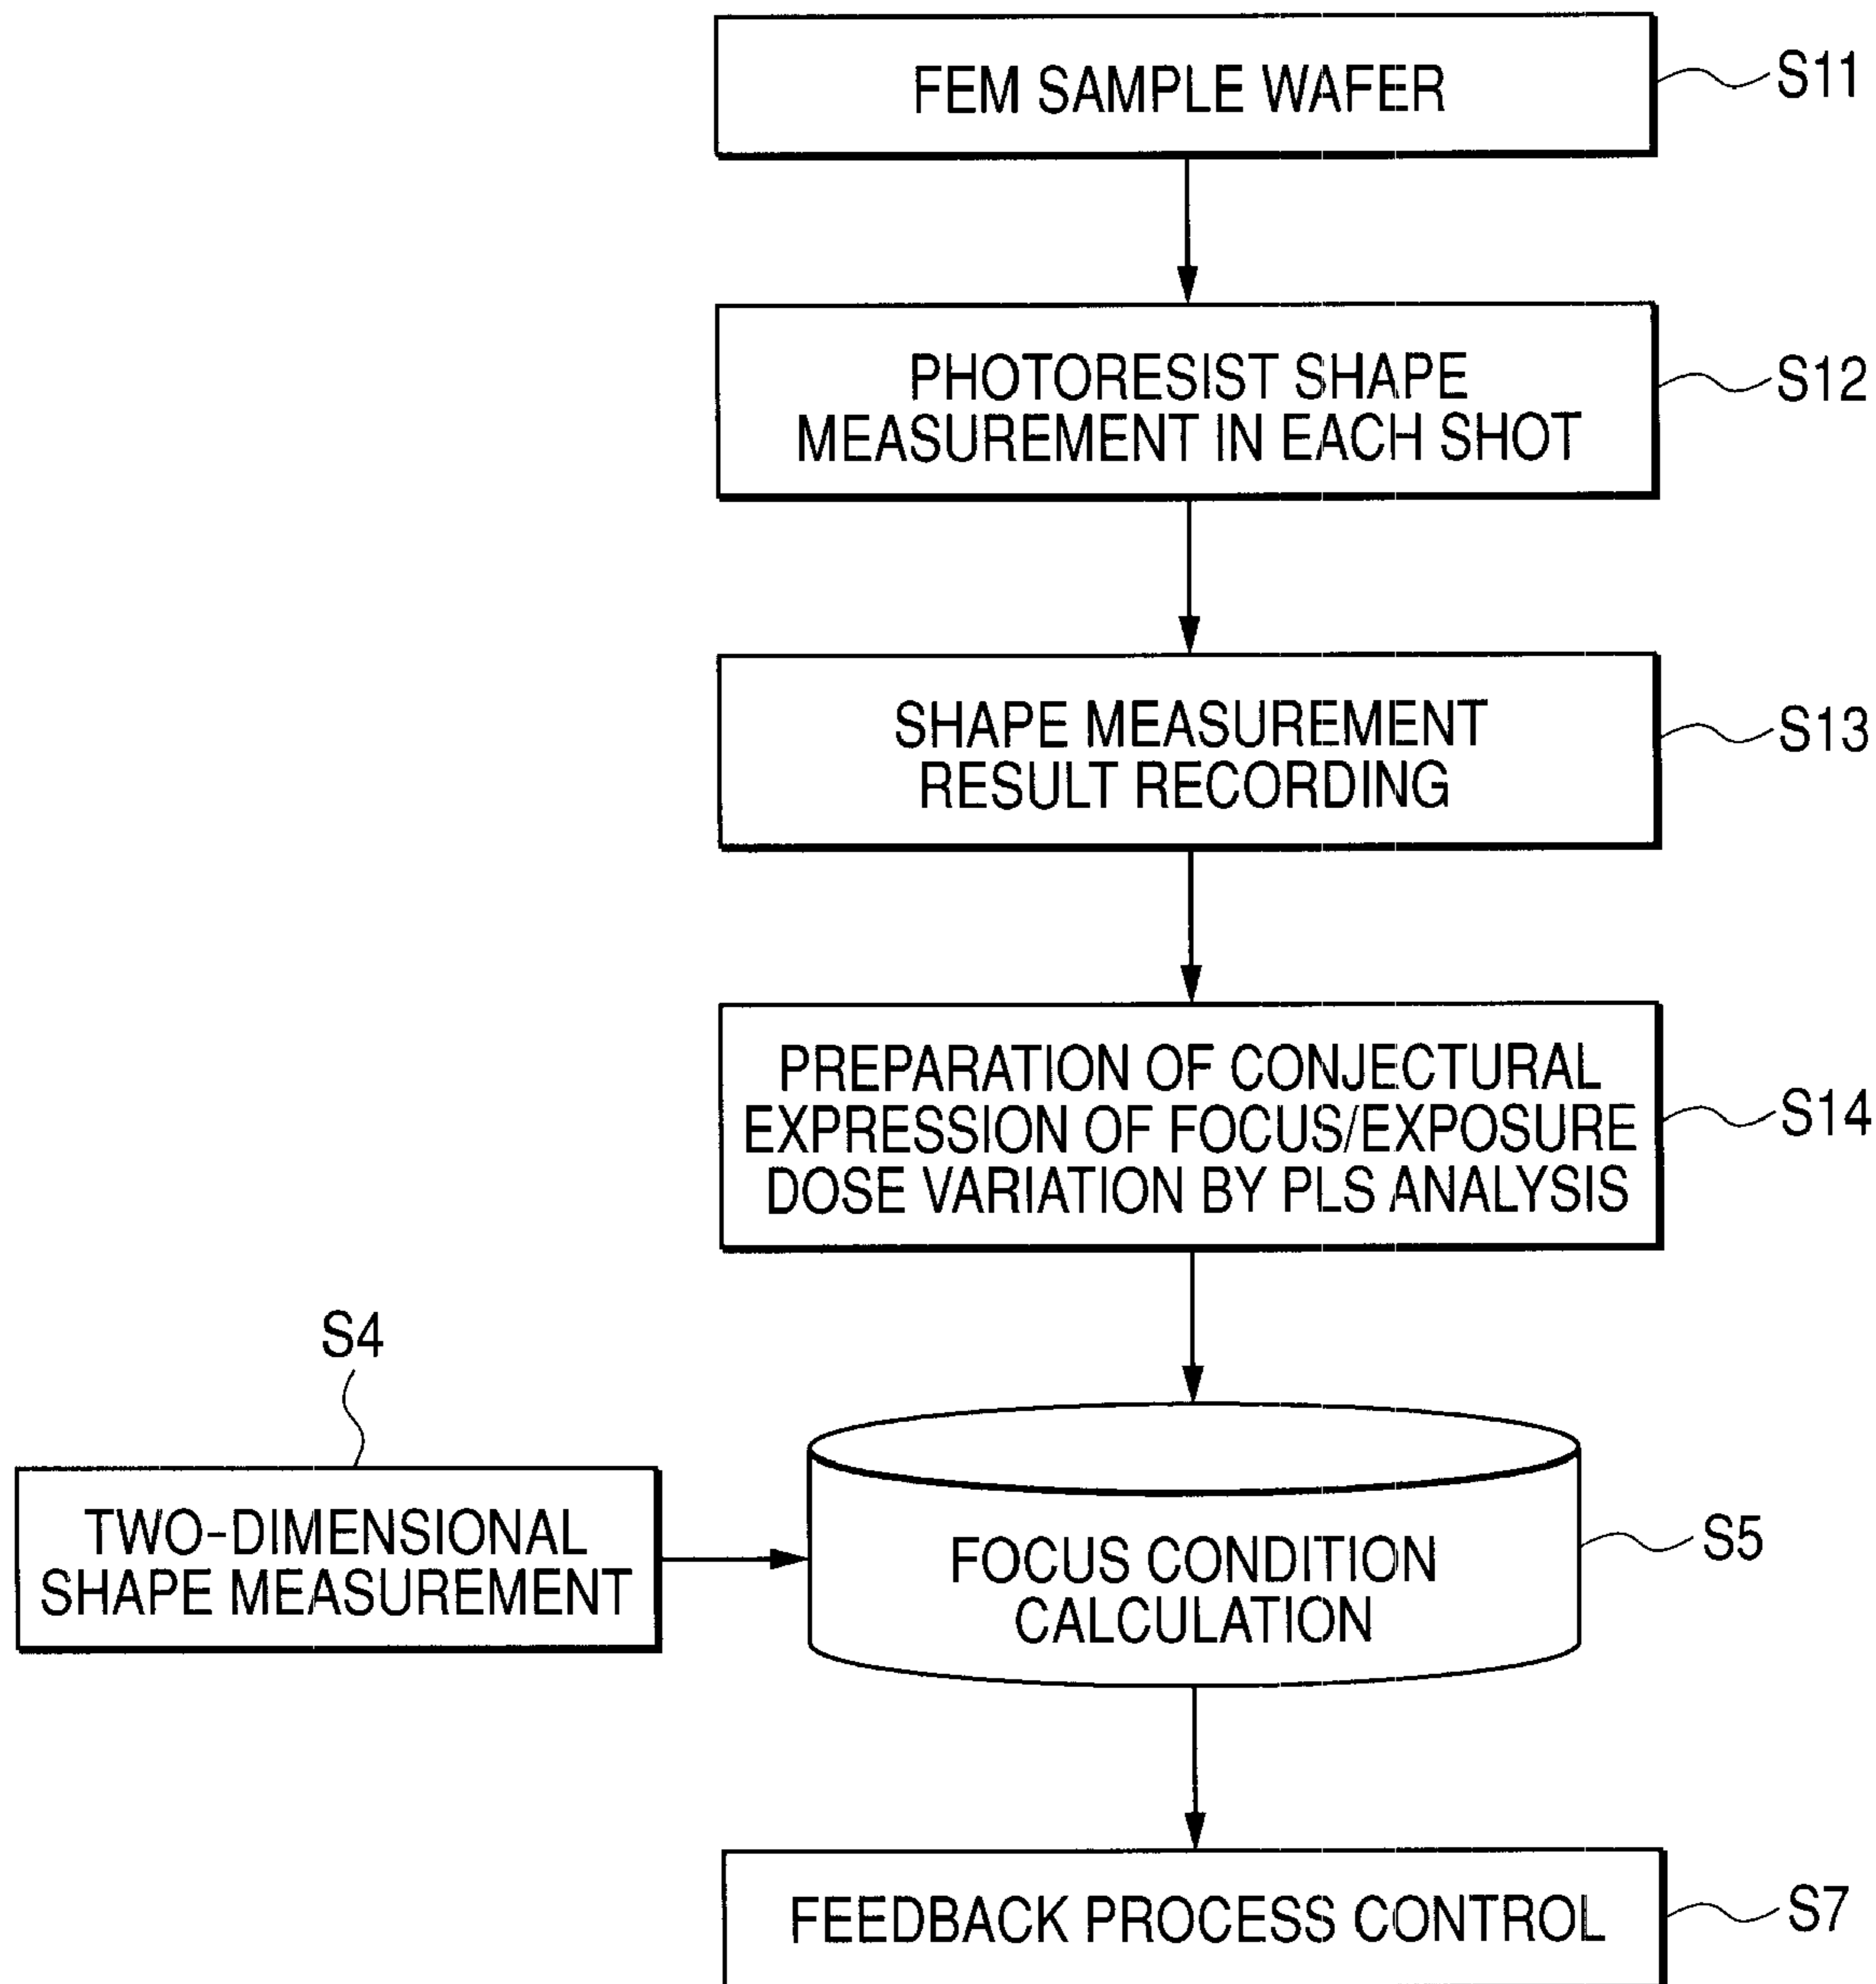 FEM SAMPLE WAFER
S11
PHOTORESIST SHAPE
MEASUREMENT IN EACH SHOT
S12
SHAPE MEASUREMENT
RESULT RECORDING
S13
PREPARATION OF CONJECTURAL
EXPRESSION OF FOCUS/EXPOSURE
DOSE VARIATION BY PLS ANALYSIS
S14
S4
TWO-DIMENSIONAL
SHAPE MEASUREMENT
FOCUS CONDITION
CALCULATION
S5
FEEDBACK PROCESS CONTROL
S7